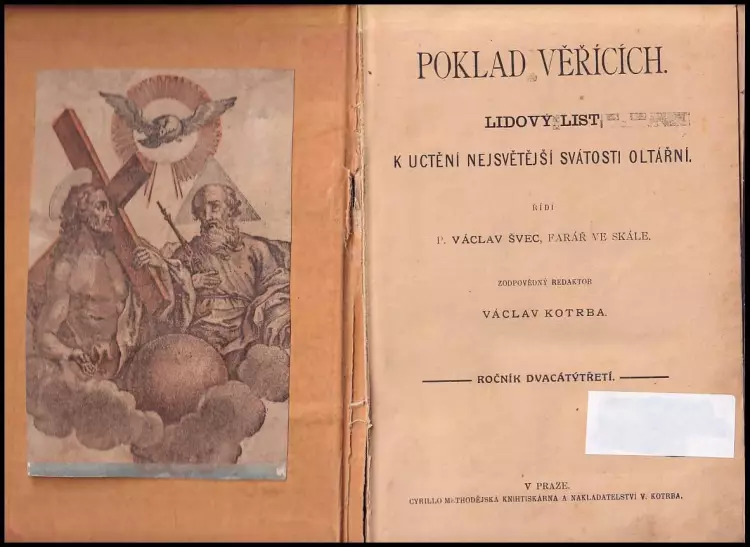 POKLAD VĚŘÍCÍCH.
LIDOVÝ LIST
K UCTĚNÍ NEJSVĚTĚJŠÍ SVÁTOSTI OLTÁŘNÍ.
ŘÍDÍ
P. VÁCLAV ŠVEC, FARÁŘ VE SKÁLE.
ZODPOVĚDNÝ REDAKTOR
VÁCLAV KOTRBA.
ROČNÍK DVACÁTÝTŘETÍ.
V PRAZE.
CYRILLO METHODĚJSKÁ KNIHTISKÁRNA A NAKLADATELSTVÍ V. KOTRBA.